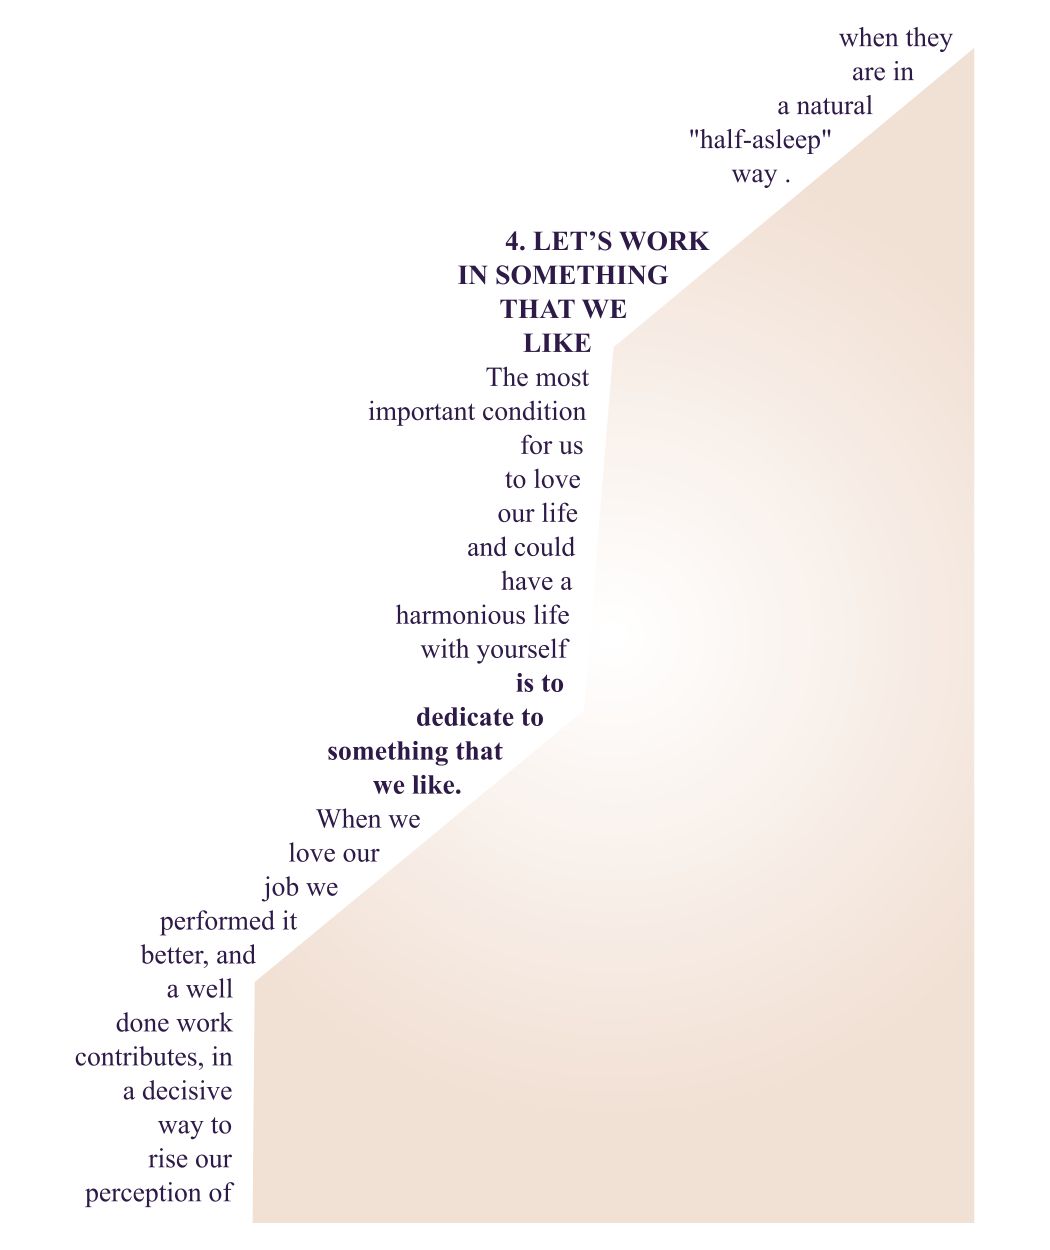 when they
are in
a natural
"half-asleep"
way .
4. LET’S WORK
IN SOMETHING
THAT WE
LIKE
The most
important condition
for us
to love
our life
and could
have a
harmonious life
with yourself
is to
dedicate to
something that
we like.
When we
love our
job we
performed it
better, and
a well
done work
contributes, in
a decisive
way to
rise our
perception of